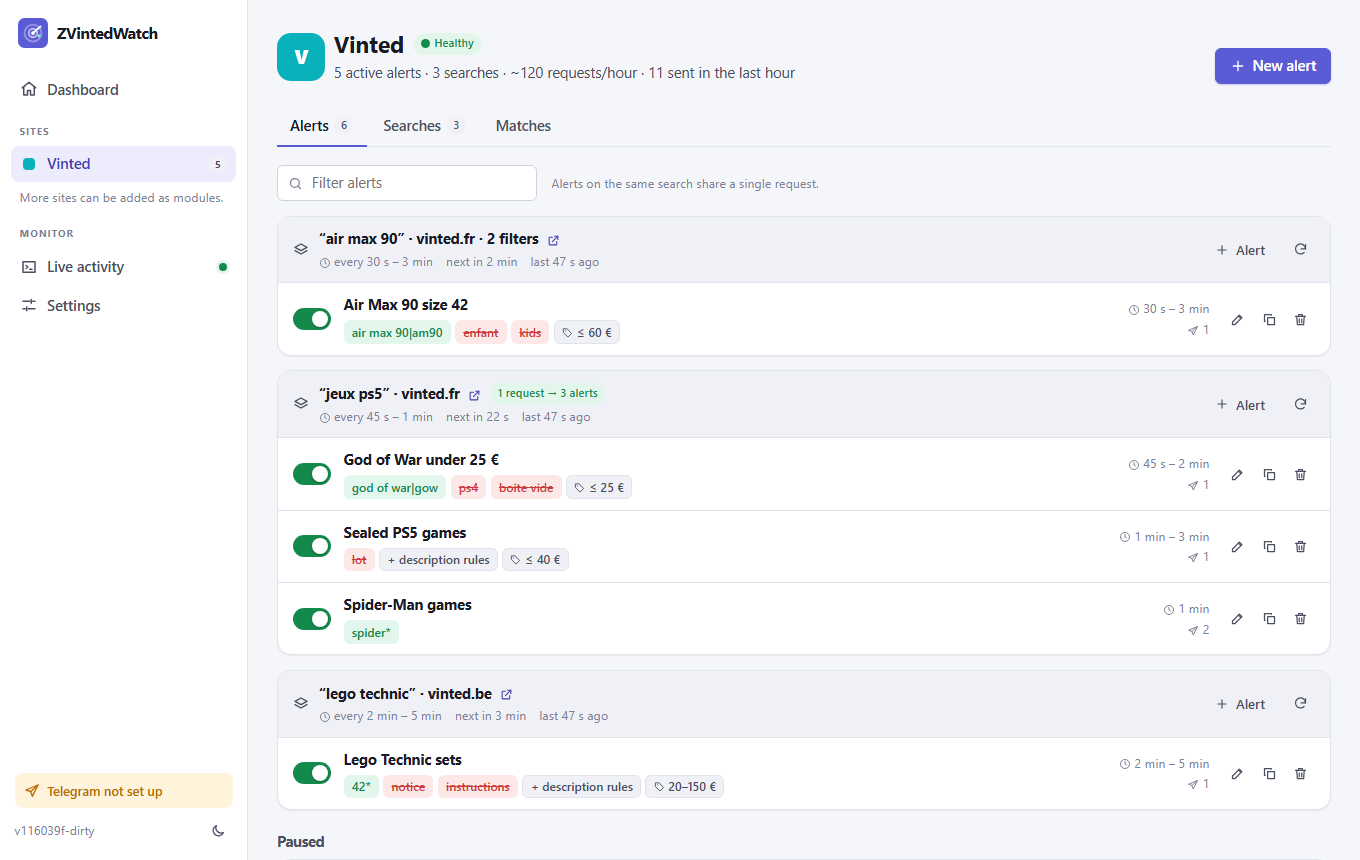 ZVintedWatch
Dashboard
SITES
Vinted 5
More sites can be added as modules.
MONITOR
Live activity
Settings
Telegram not set up
v116039f-dirty
V
Vinted Healthy
5 active alerts · 3 searches · ~120 requests/hour · 11 sent in the last hour
+ New alert
Alerts 6 Searches 3 Matches
Filter alerts
Alerts on the same search share a single request.
“air max 90” · vinted.fr · 2 filters
every 30 s – 3 min next in 2 min last 47 s ago
+ Alert
Air Max 90 size 42
air max 90|am90 enfant kids ≤ 60 €
30 s – 3 min
1
“jeux ps5” · vinted.fr 1 request → 3 alerts
every 45 s – 1 min next in 22 s last 47 s ago
+ Alert
God of War under 25 €
god of war|gow ps4 boite vide ≤ 25 €
45 s – 2 min
1
Sealed PS5 games
lot + description rules ≤ 40 €
1 min – 3 min
1
Spider-Man games
spider*
1 min
2
“lego technic” · vinted.be
every 2 min – 5 min next in 3 min last 47 s ago
+ Alert
Lego Technic sets
42* notice instructions + description rules 20–150 €
2 min – 5 min
1
Paused